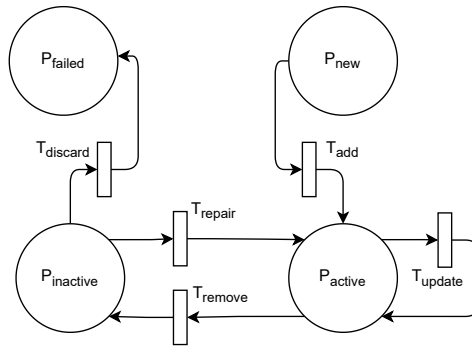 P_failed
P_new
T_discard
T_add
T_repair
P_inactive
P_active
T_update
T_remove